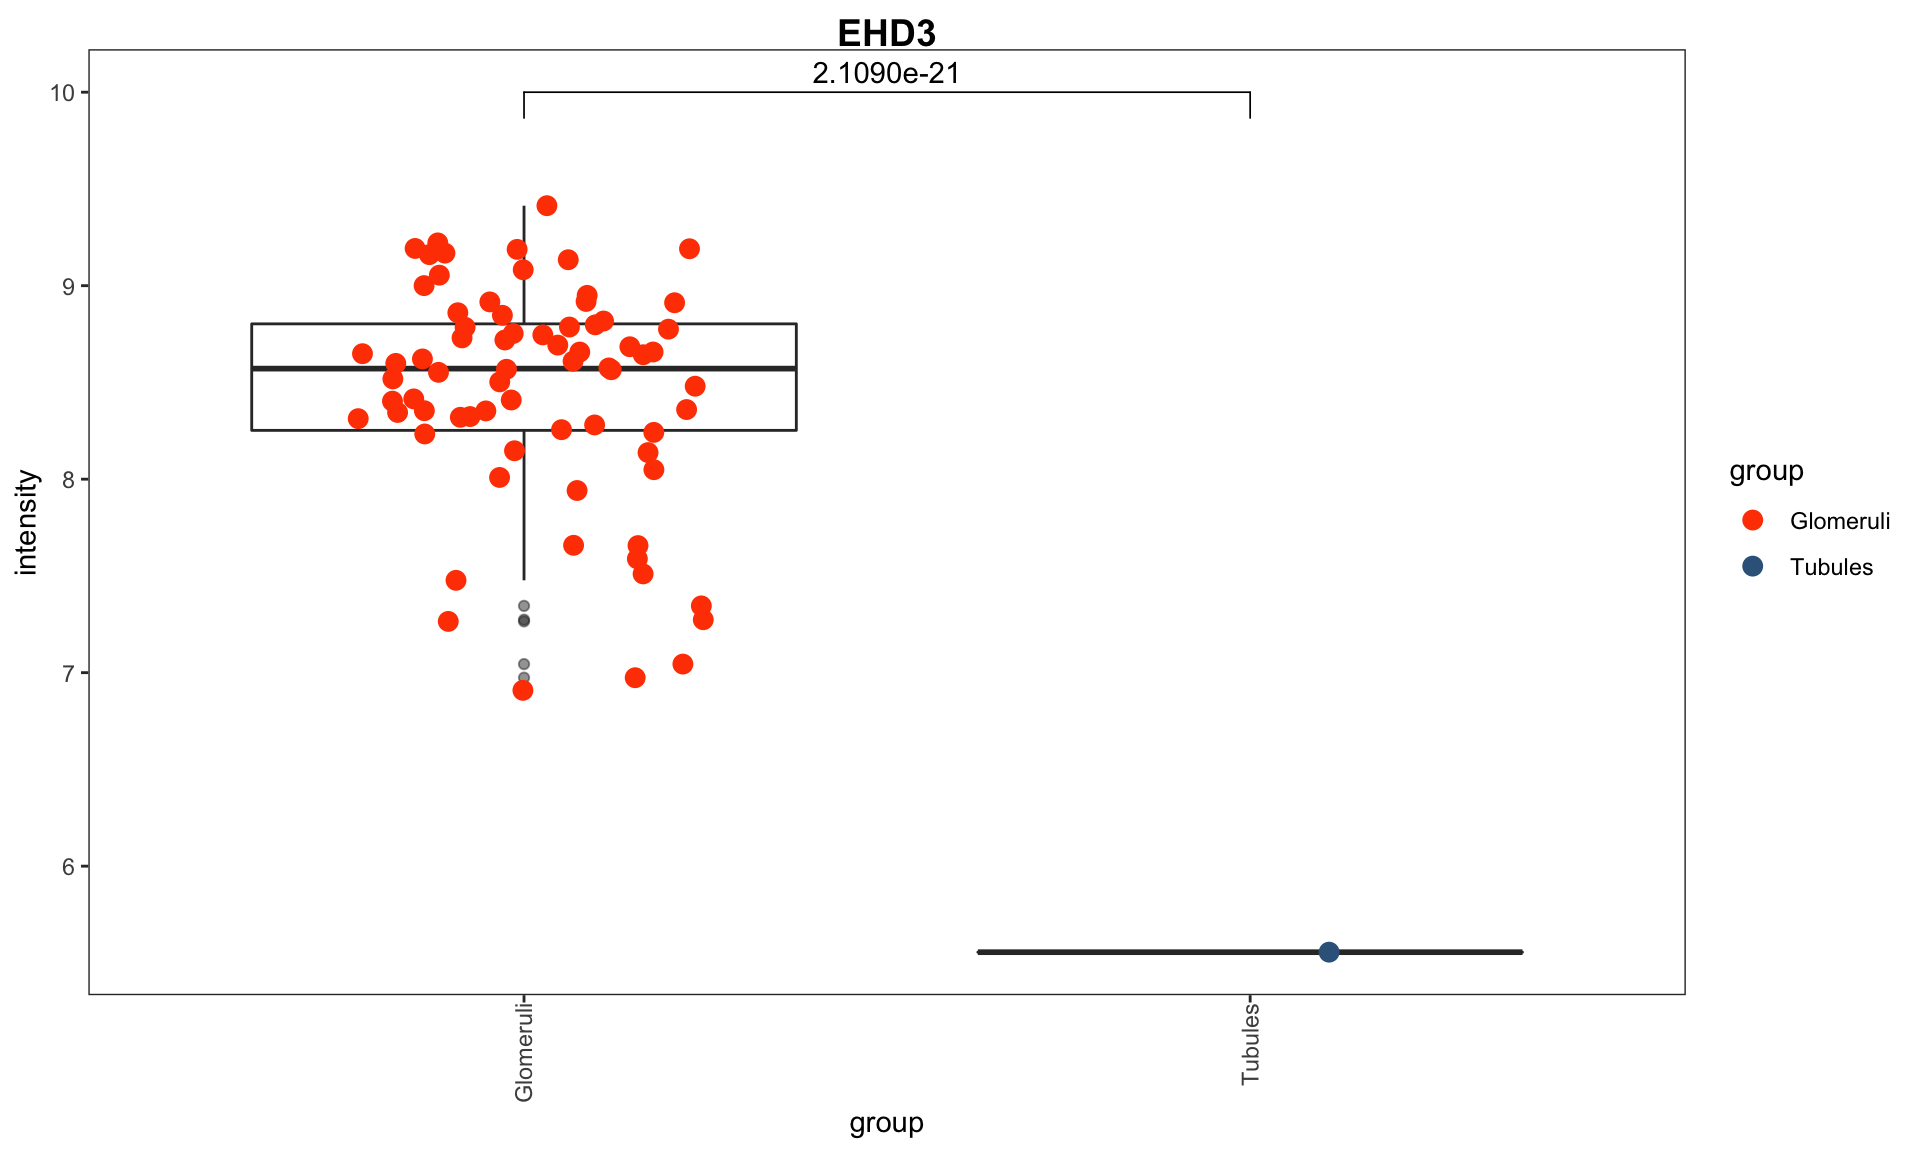 EHD3
2.1090e-21
10
9
8
7
6
intensity
Glomeruli
Tubules
group
group
Glomeruli
Tubules